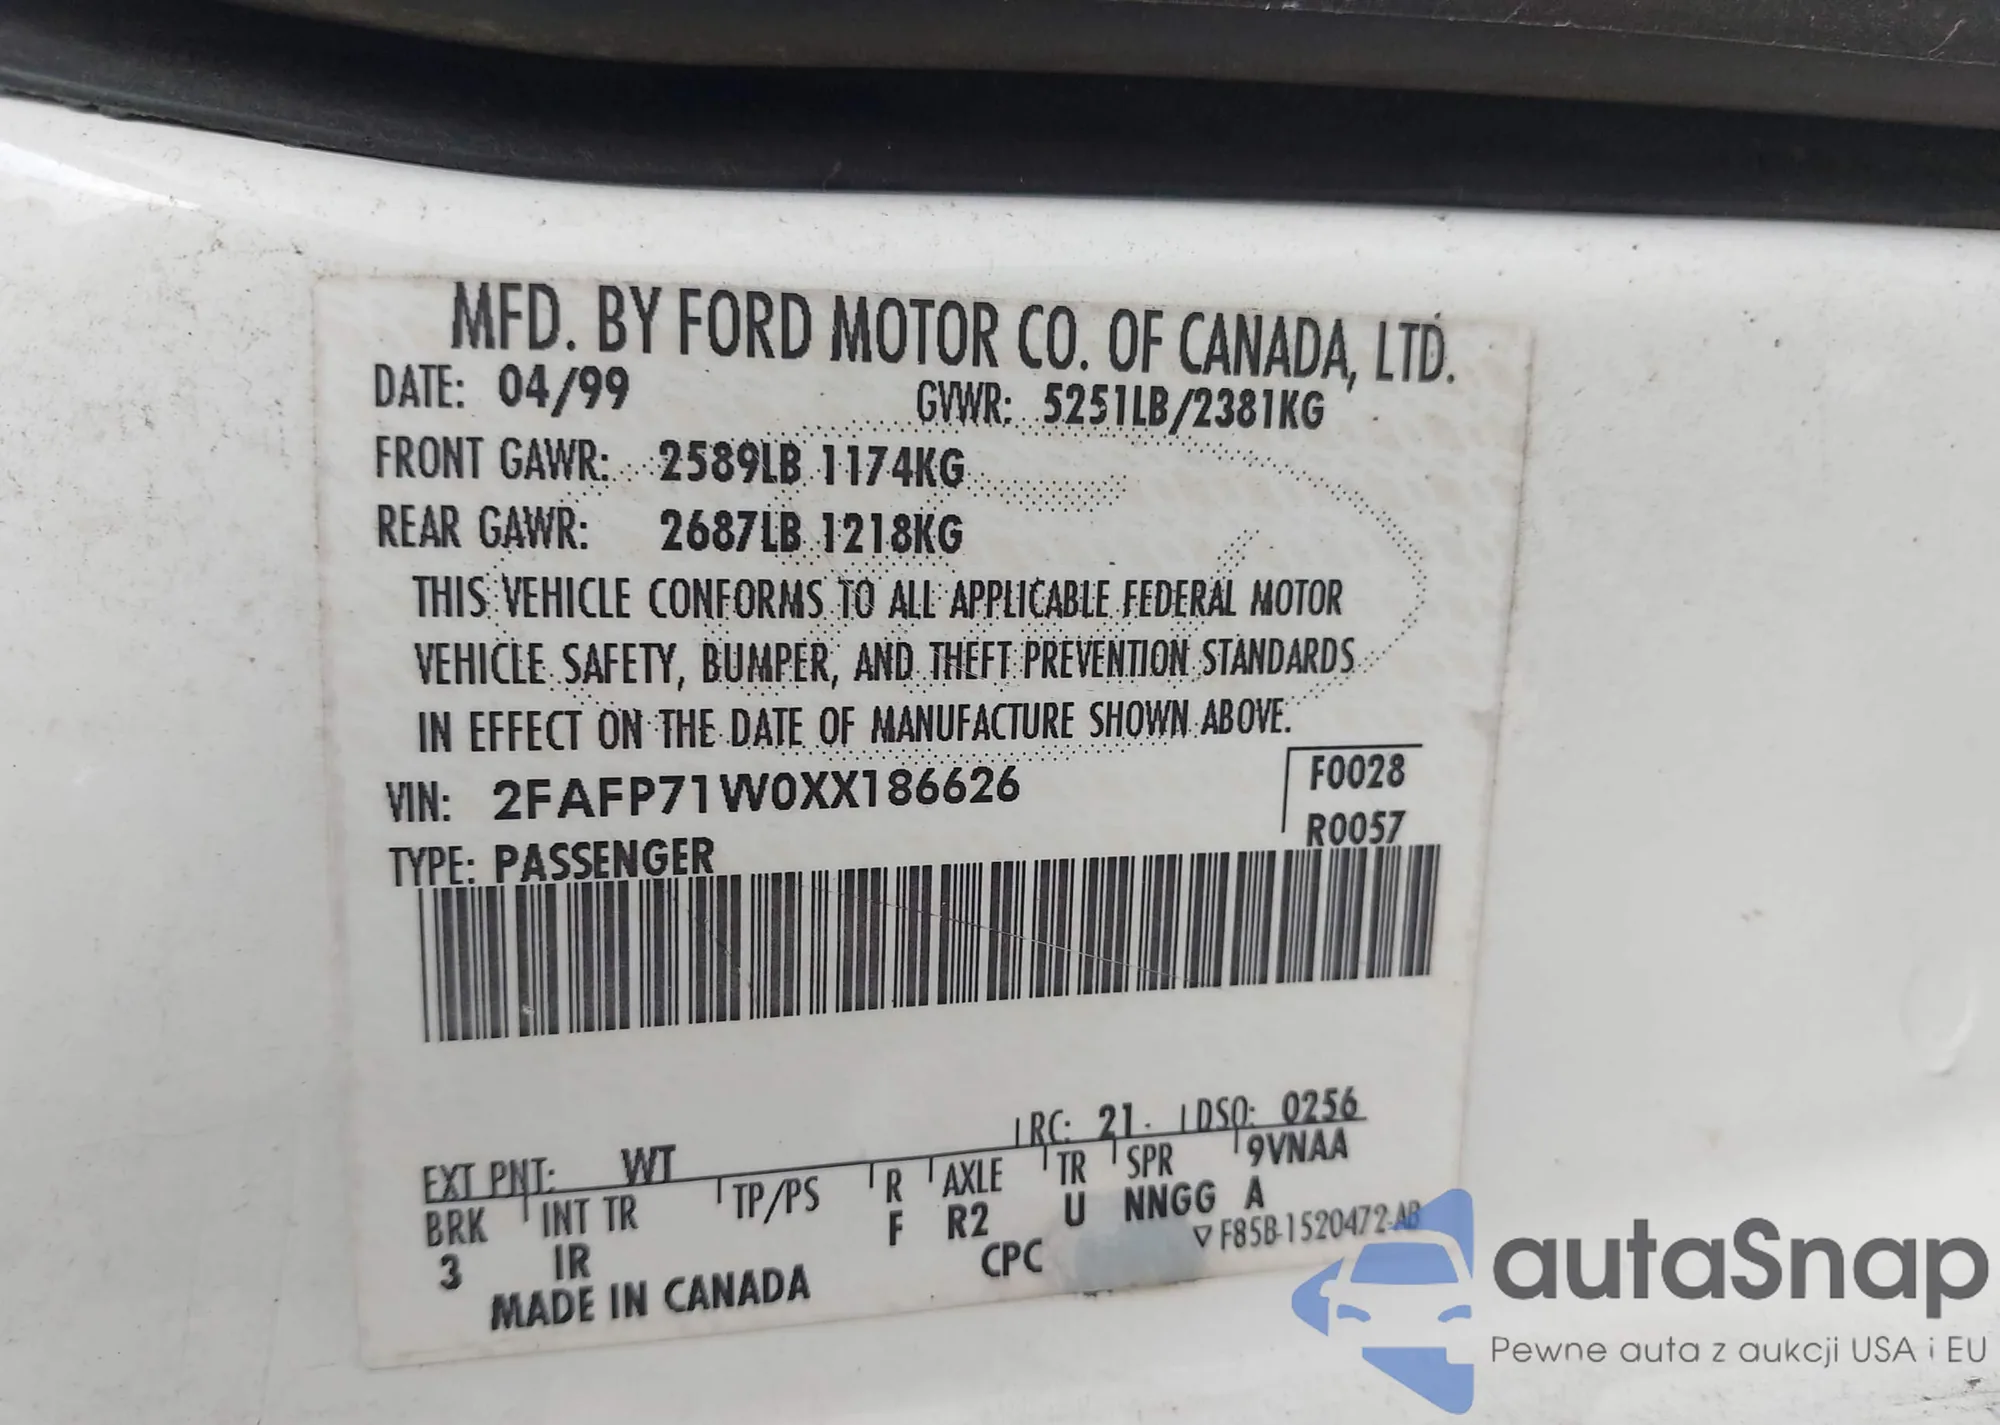 MFD. BY FORD MOTOR CO. OF CANADA, LTD.
DATE: 04/99 GVWR: 5251LB/2381KG
FRONT GAWR: 2589LB 1174KG
REAR GAWR: 2687LB 1218KG
THIS VEHICLE CONFORMS TO ALL APPLICABLE FEDERAL MOTOR
VEHICLE SAFETY, BUMPER, AND THEFT PREVENTION STANDARDS
IN EFFECT ON THE DATE OF MANUFACTURE SHOWN ABOVE.
VIN: 2FAFP71W0XX186626 F0028
TYPE: PASSENGER R0057
RC: 21. DSO: 0256
EXT PNT: WT
BRK INT TR TP/PS R AXLE TR SPR 9VNAA
3 IR F R2 U NNGG A
MADE IN CANADA CPC ▽F85B-1520472-AB
autoSnap
Pewne auta z aukcji USA i EU